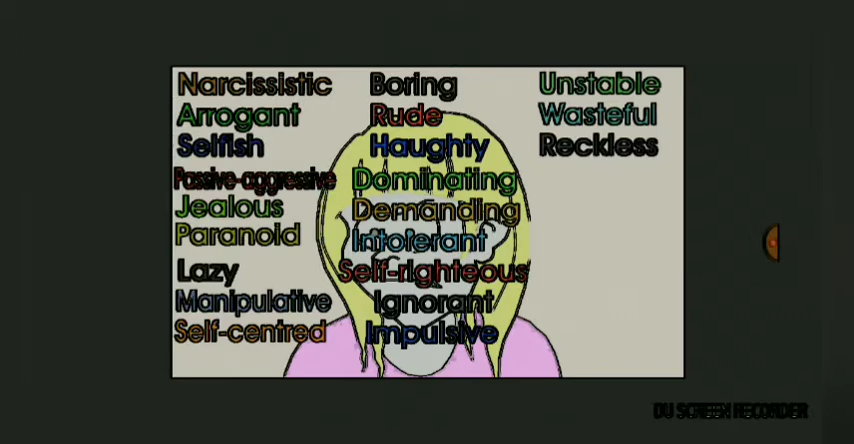 Narcissistic
Arrogant
Selfish
Passive-aggressive
Jealous
Paranoid
Lazy
Manipulative
Self-centred
Boring
Rude
Haughty
Dominating
Demanding
Intolerant
Self-righteous
Ignorant
Impulsive
Unstable
Wasteful
Reckless
DU SCREEN RECORDER